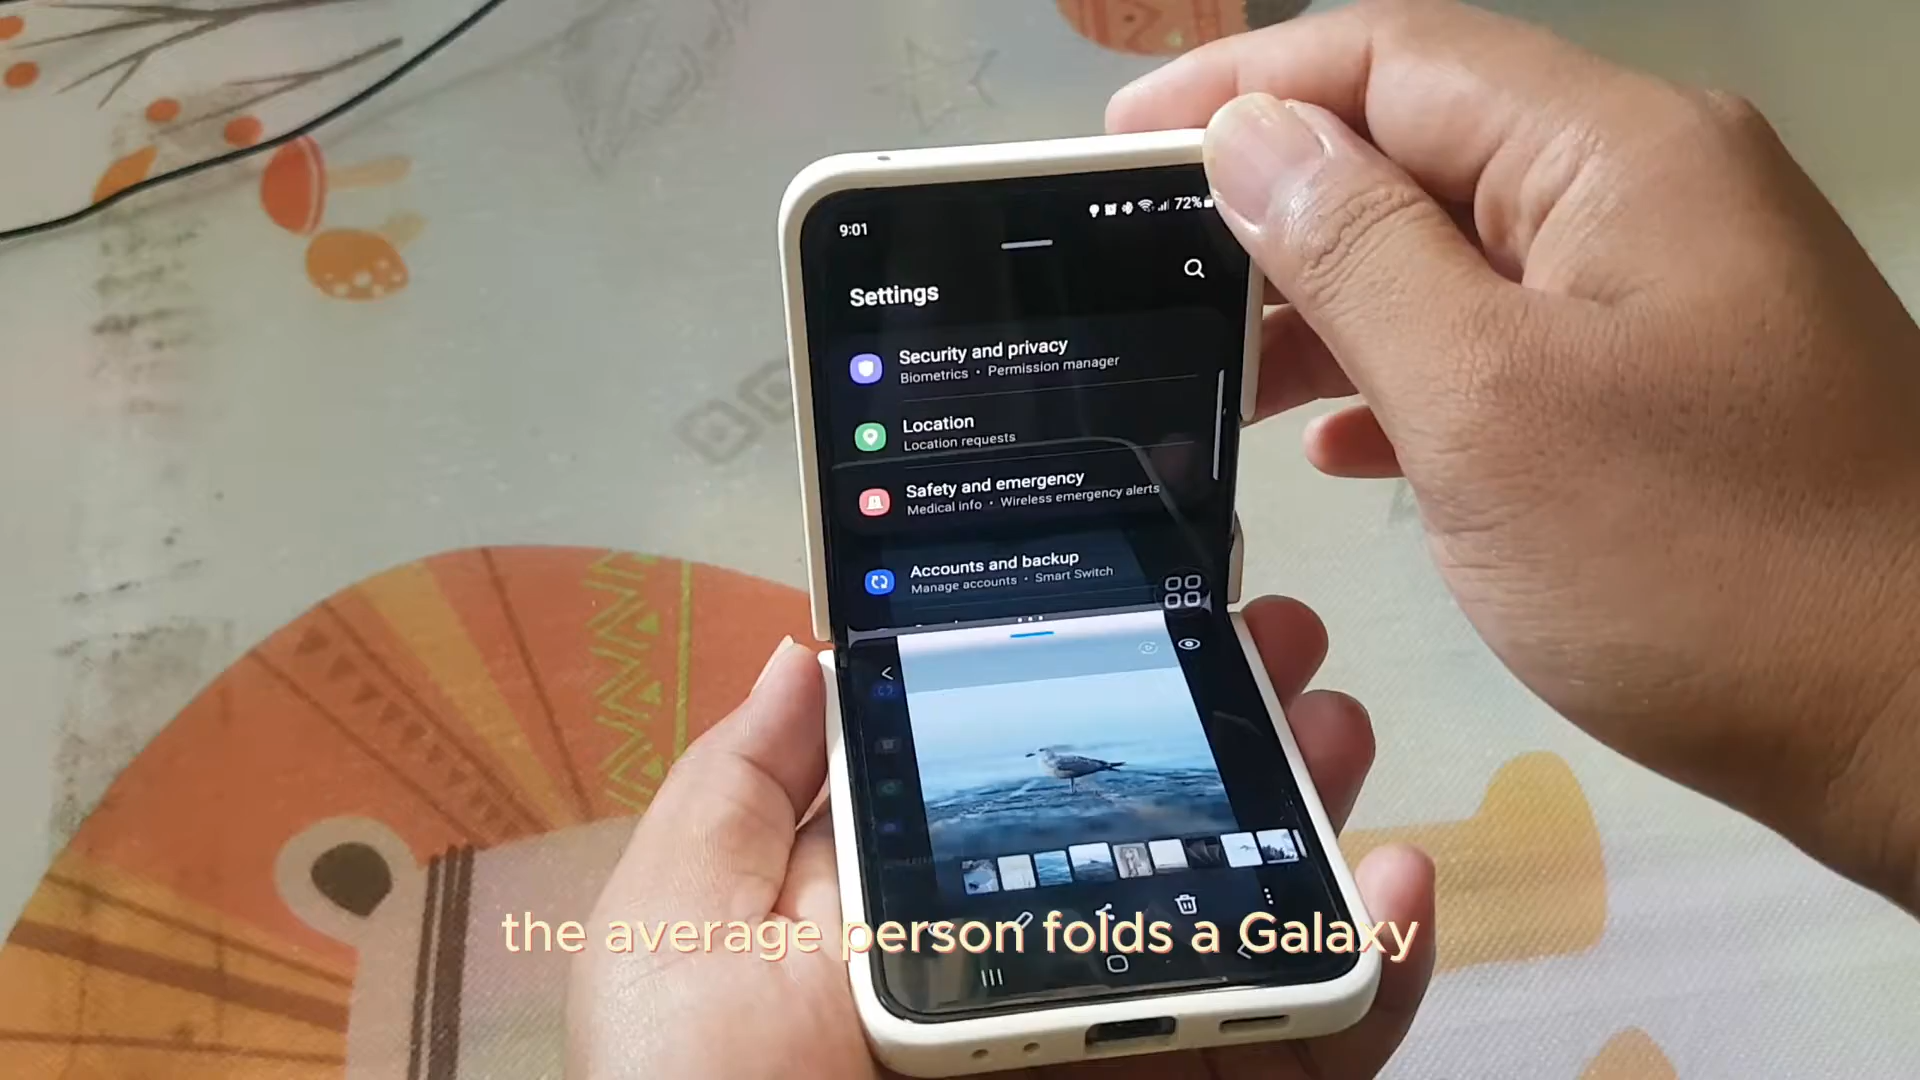 9:01
72%
Settings
Security and privacy
Biometrics • Permission manager
Location
Location requests
Safety and emergency
Medical info • Wireless emergency alerts
Accounts and backup
Manage accounts • Smart Switch
the average person folds a Galaxy